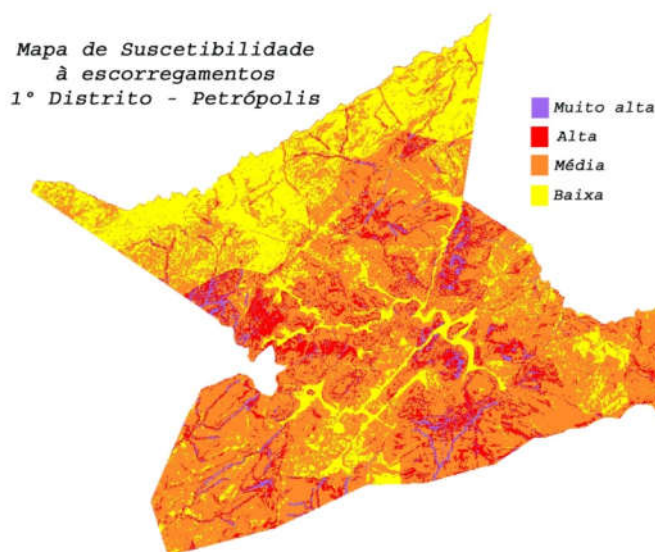 Mapa de Suscetibilidade
à escorregamentos
1° Distrito - Petrópolis
Muito alta
Alta
Média
Baixa